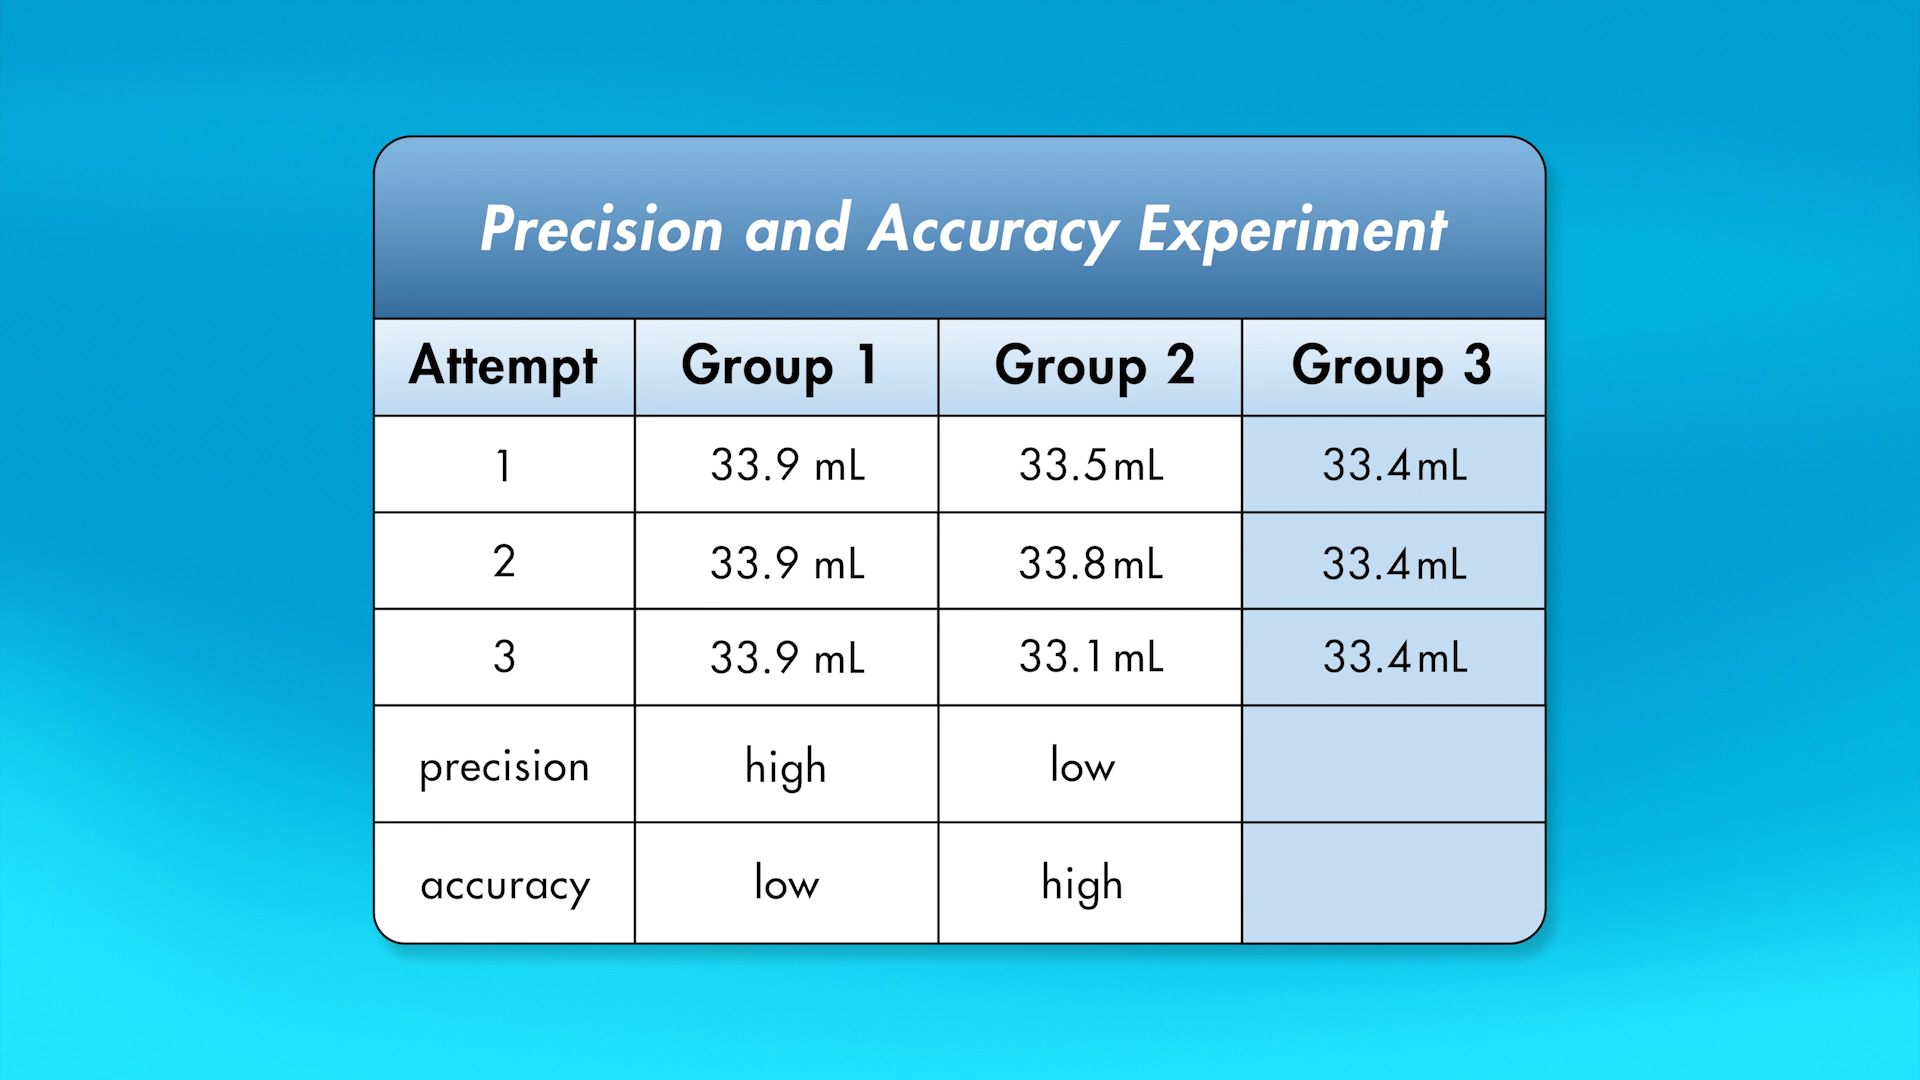 Precision and Accuracy Experiment
Attempt Group 1 Group 2 Group 3
1 33.9 mL 33.5mL 33.4mL
2 33.9 mL 33.8mL 33.4mL
3 33.9 mL 33.1mL 33.4mL
precision high low
accuracy low high